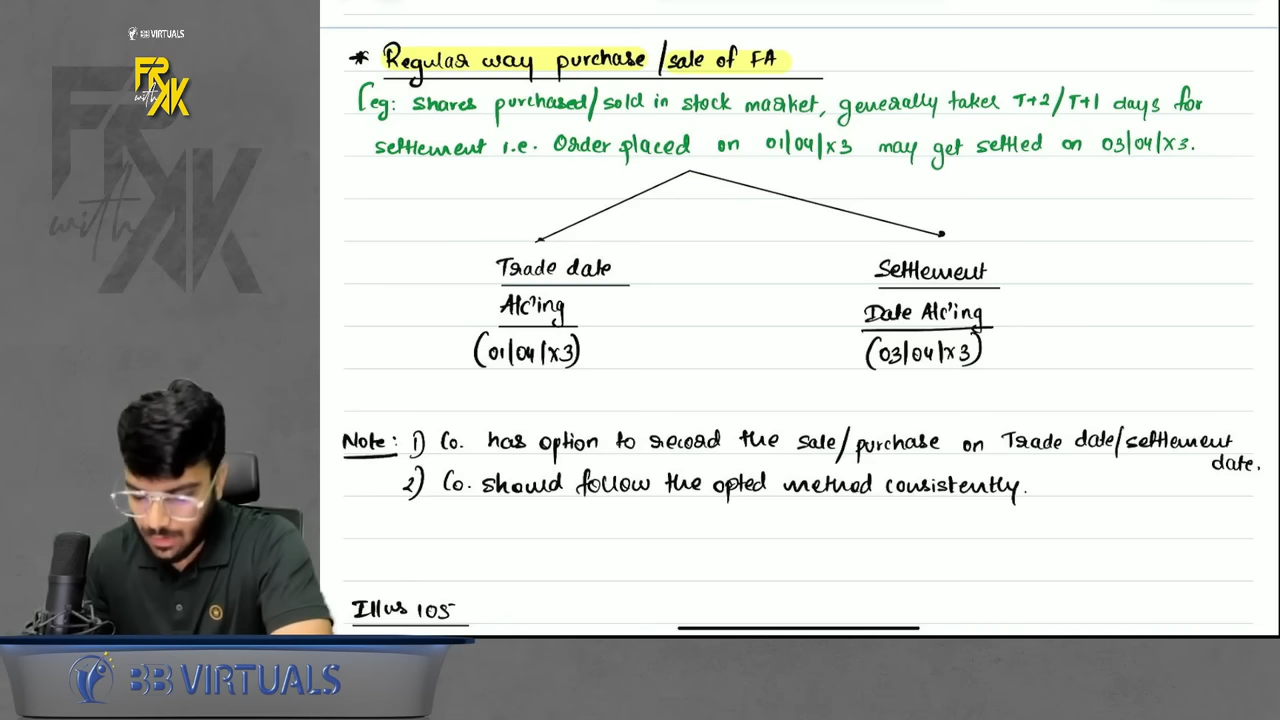 BB VIRTUALS
FR
with AK
FR
with AK
* Regular way purchase / sale of FA
[eg: Shares purchased/sold in stock market, generally takes T+2/T+1 days for
settlement i.e. Order placed on 01/04/x3 may get settled on 03/04/x3.
Trade date
A/c'ing
(01/04/x3)
Settlement
Date A/c'ing
(03/04/x3)
Note: 1) Co. has option to record the sale/purchase on Trade date/settlement
date.
2) Co. should follow the opted method consistently.
Illus 105
BB VIRTUALS